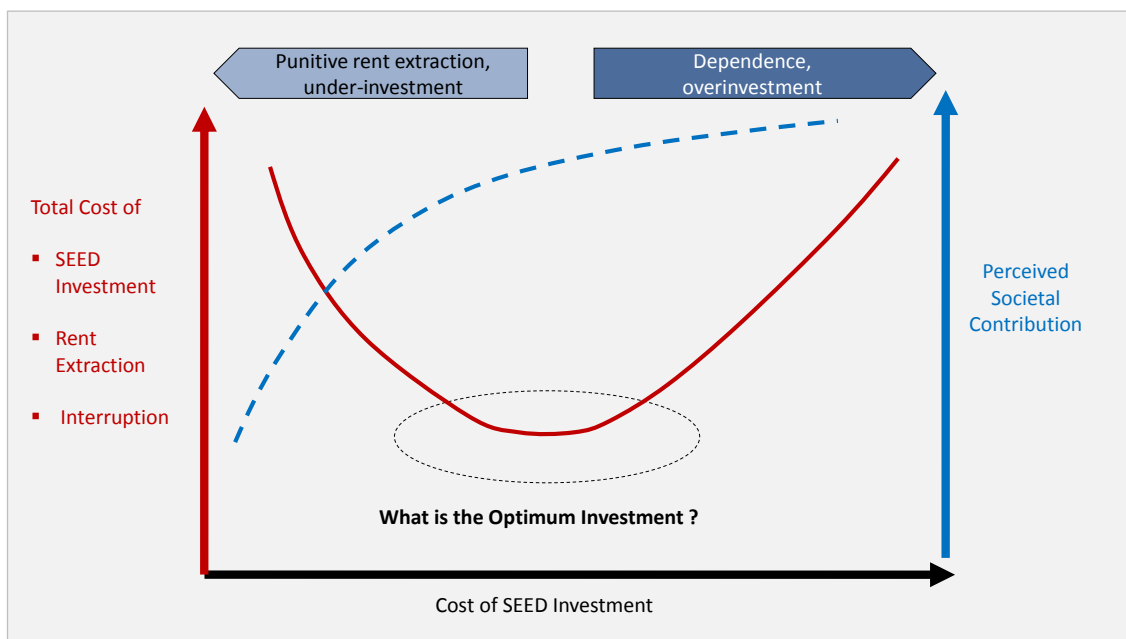 Punitive rent extraction,
under-investment
Dependence,
overinvestment
Total Cost of
▪ SEED
Investment
▪ Rent
Extraction
▪ Interruption
Perceived
Societal
Contribution
What is the Optimum Investment ?
Cost of SEED Investment